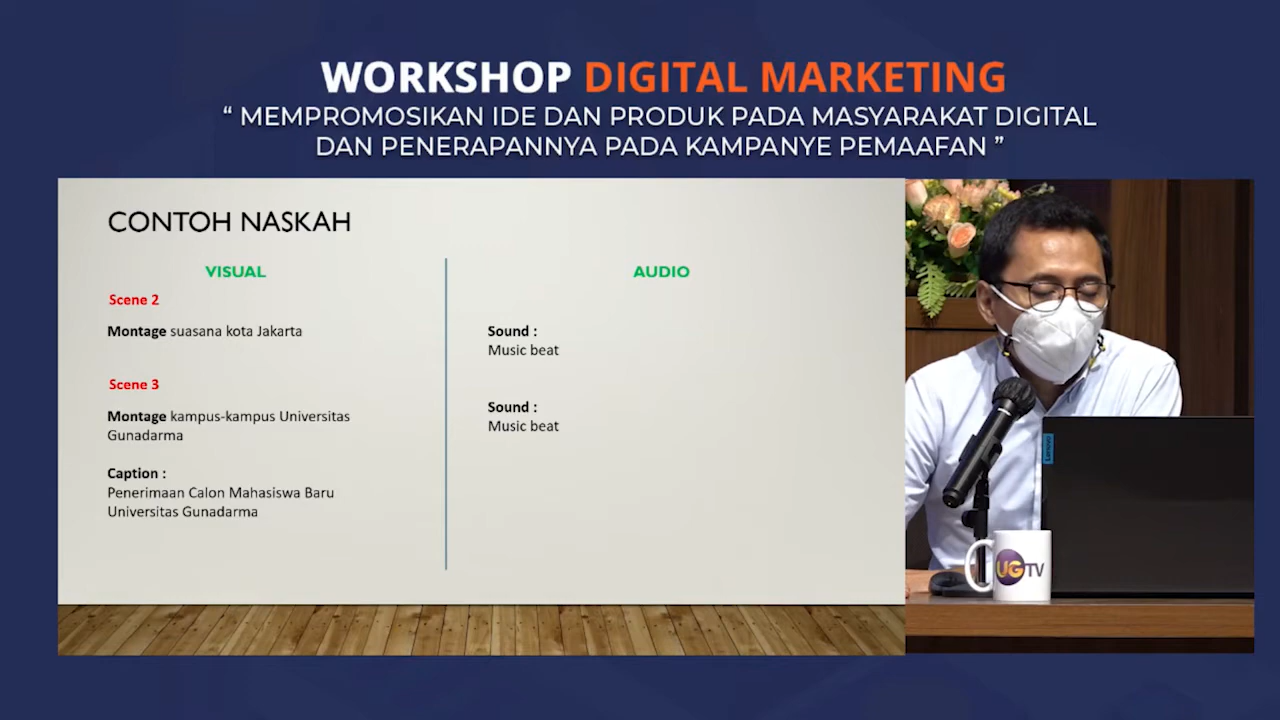 WORKSHOP DIGITAL MARKETING
“ MEMPROMOSIKAN IDE DAN PRODUK PADA MASYARAKAT DIGITAL
DAN PENERAPANNYA PADA KAMPANYE PEMAAFAN ”
CONTOH NASKAH
VISUAL
Scene 2
Montage suasana kota Jakarta
Scene 3
Montage kampus-kampus Universitas
Gunadarma
Caption :
Penerimaan Calon Mahasiswa Baru
Universitas Gunadarma
AUDIO
Sound :
Music beat
Sound :
Music beat
Lenovo
UGTV